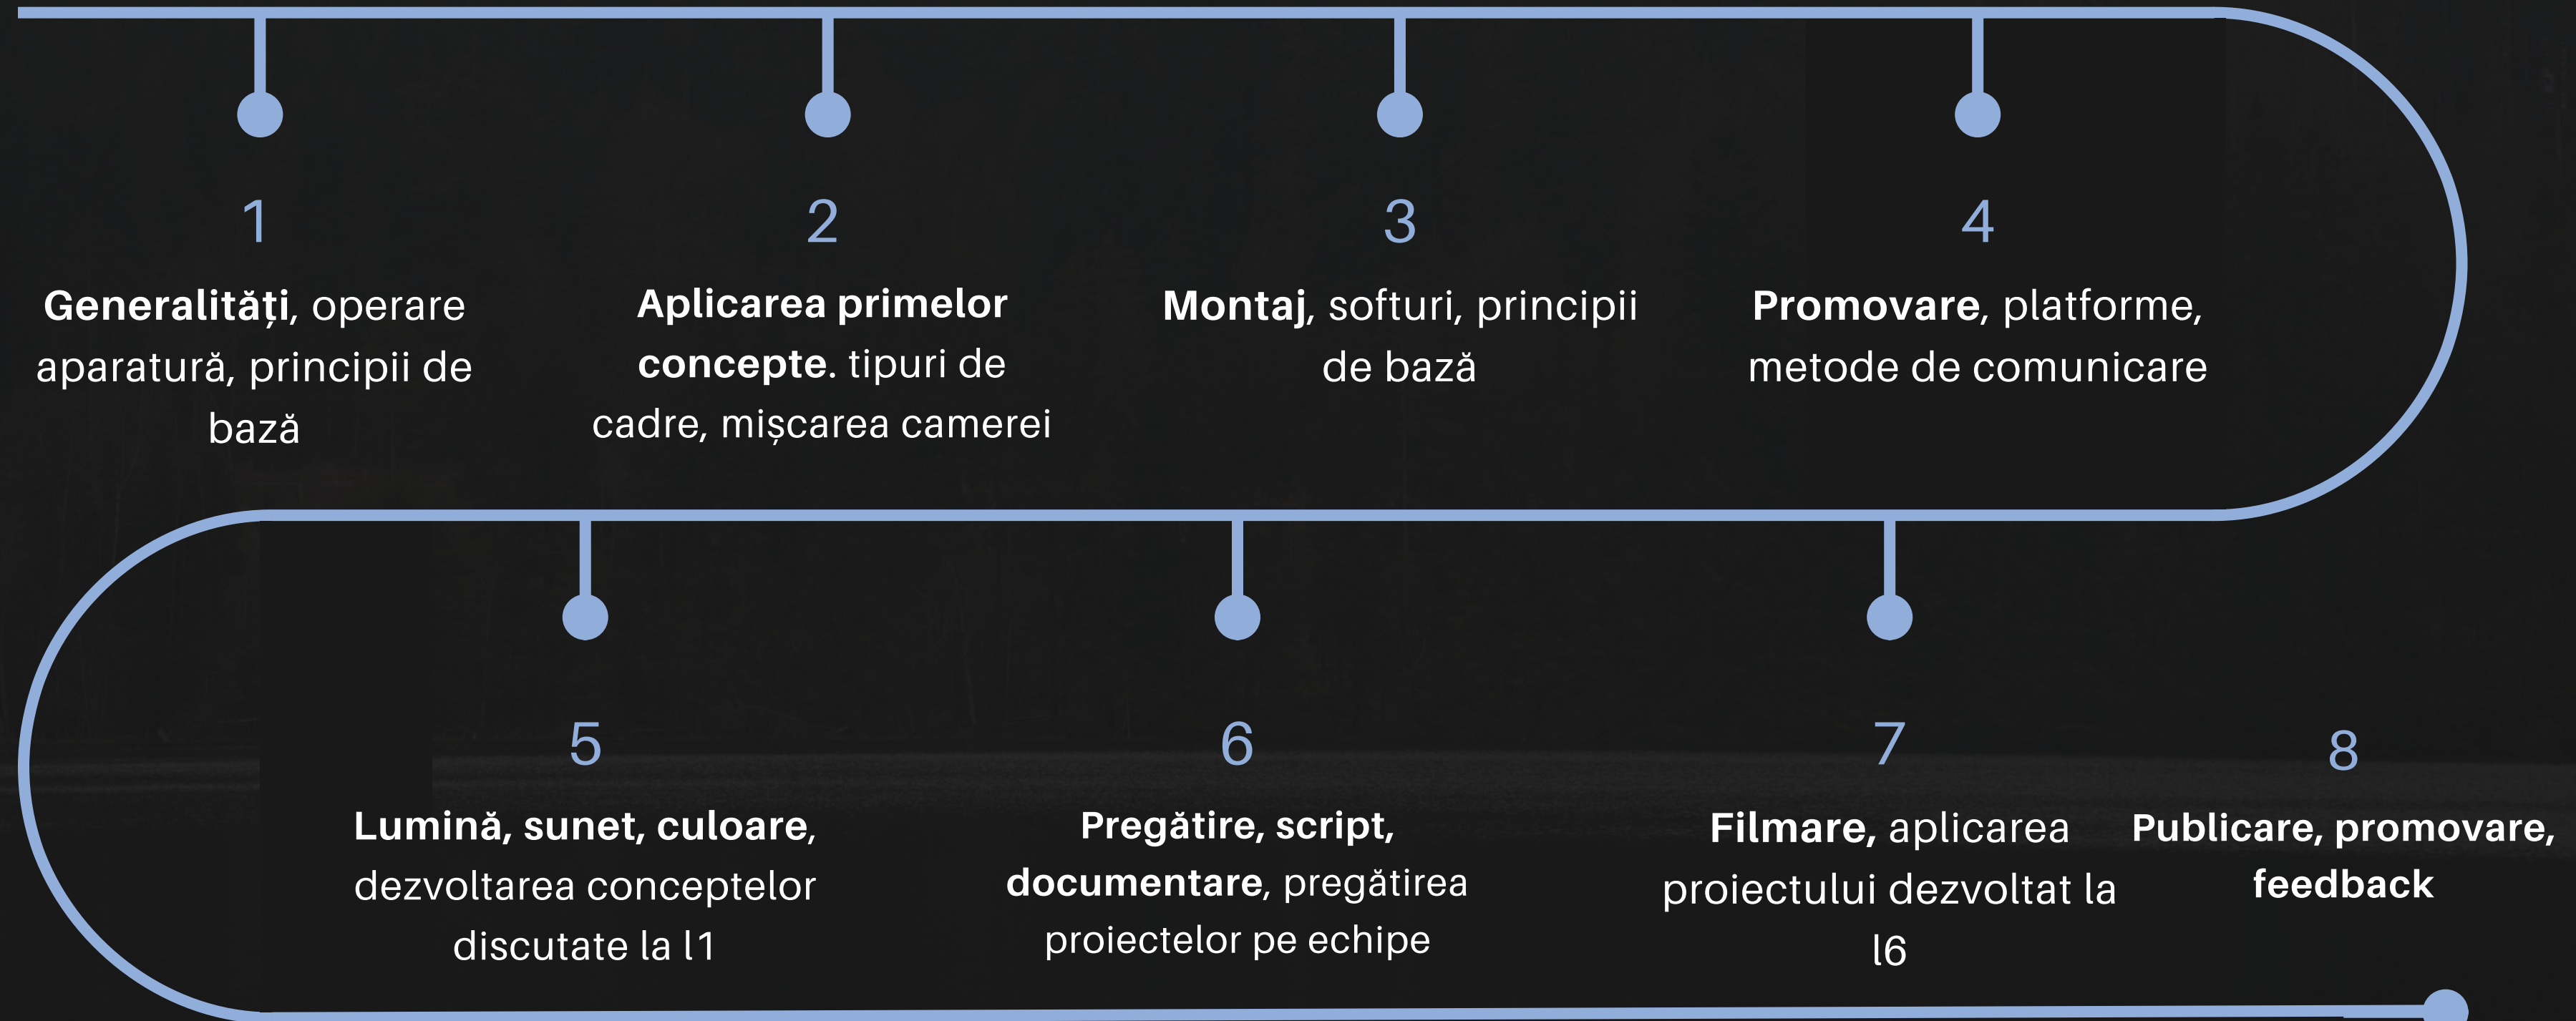 1
Generalități, operare
aparatură, principii de
bază
2
Aplicarea primelor
concepte. tipuri de
cadre, mișcarea camerei
3
Montaj, softuri, principii
de bază
4
Promovare, platforme,
metode de comunicare
5
Lumină, sunet, culoare,
dezvoltarea conceptelor
discutate la l1
6
Pregătire, script,
documentare, pregătirea
proiectelor pe echipe
7
Filmare, aplicarea
proiectului dezvoltat la
l6
8
Publicare, promovare,
feedback